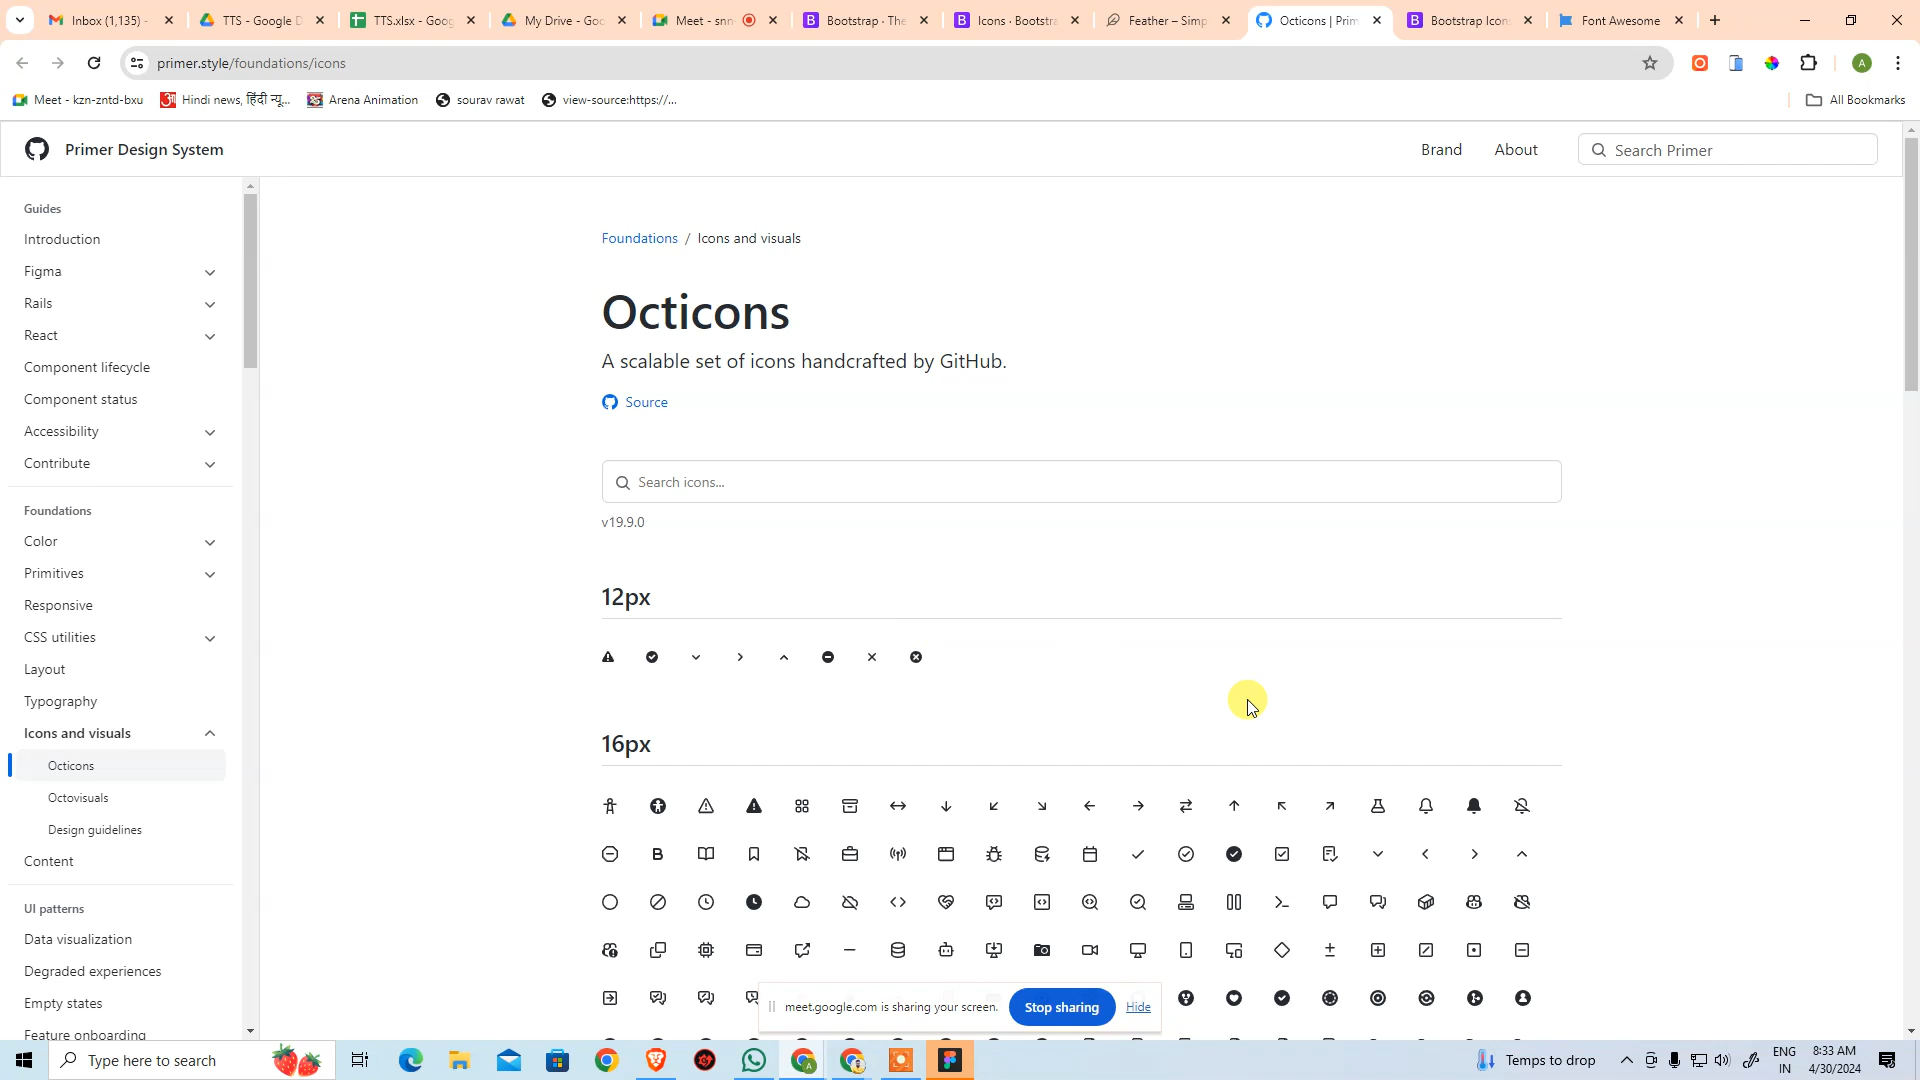 Inbox (1,135) -
TTS - Google D
TTS.xlsx - Goog
My Drive - Goo
Meet - snn
Bootstrap · The
Icons · Bootstra
Feather – Simp
Octicons | Prim
Bootstrap Icon
Font Awesome
primer.style/foundations/icons
A
Meet - kzn-zntd-bxu
Hindi news, हिंदी न्यू...
Arena Animation
sourav rawat
view-source:https://...
All Bookmarks
Primer Design System
Brand
About
Search Primer
Guides
Introduction
Figma
Rails
React
Component lifecycle
Component status
Accessibility
Contribute
Foundations
Color
Primitives
Responsive
CSS utilities
Layout
Typography
Icons and visuals
Octicons
Octovisuals
Design guidelines
Content
UI patterns
Data visualization
Degraded experiences
Empty states
Feature onboarding
Foundations / Icons and visuals
Octicons
A scalable set of icons handcrafted by GitHub.
Source
Search icons...
v19.9.0
12px
16px
meet.google.com is sharing your screen.
Stop sharing
Hide
Type here to search
Temps to drop
ENG
IN
8:33 AM
4/30/2024